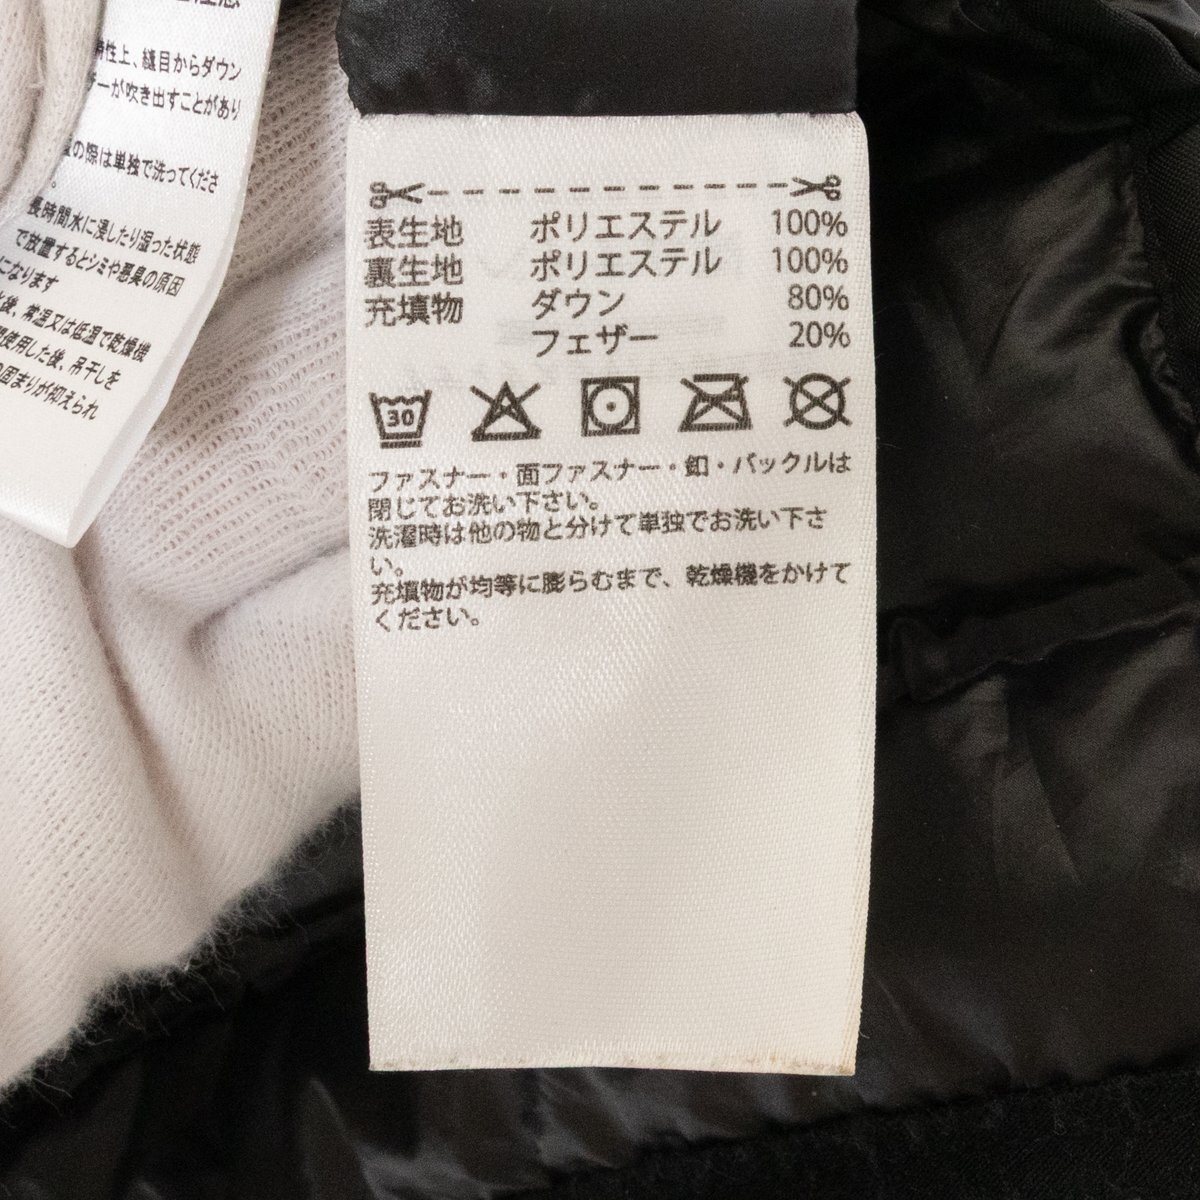 性上、縫目からダウン
ーが吹き出すことがあり
の際は単独で洗ってくださ
。
長時間水に浸したり湿った状態
で放置するとシミや悪臭の原因
になります
後、常温又は低温で乾燥機
使用した後、吊干しを
固まりが抑えられ
表生地 ポリエステル 100%
裏生地 ポリエステル 100%
充填物 ダウン 80%
フェザー 20%
30
ファスナー・面ファスナー・釦・バックルは
閉じてお洗い下さい。
洗濯時は他の物と分けて単独でお洗い下さ
い。
充填物が均等に膨らむまで、乾燥機をかけて
ください。